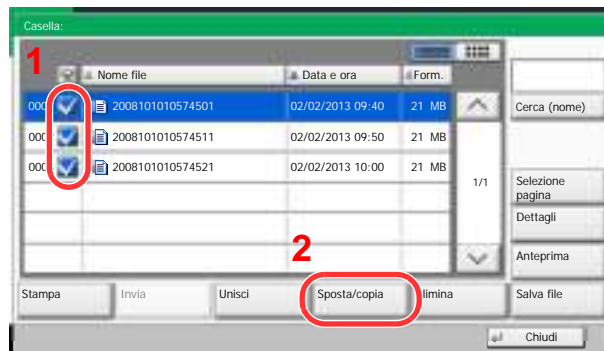 Casella:
1
Nome file Data e ora Form.
000 2008101010574501 02/02/2013 09:40 21 MB Cerca (nome)
000 2008101010574511 02/02/2013 09:50 21 MB
000 2008101010574521 02/02/2013 10:00 21 MB
1/1
Selezione
pagina
Dettagli
2
Anteprima
Stampa Invia Unisci Sposta/copia limina Salva file
Chiudi